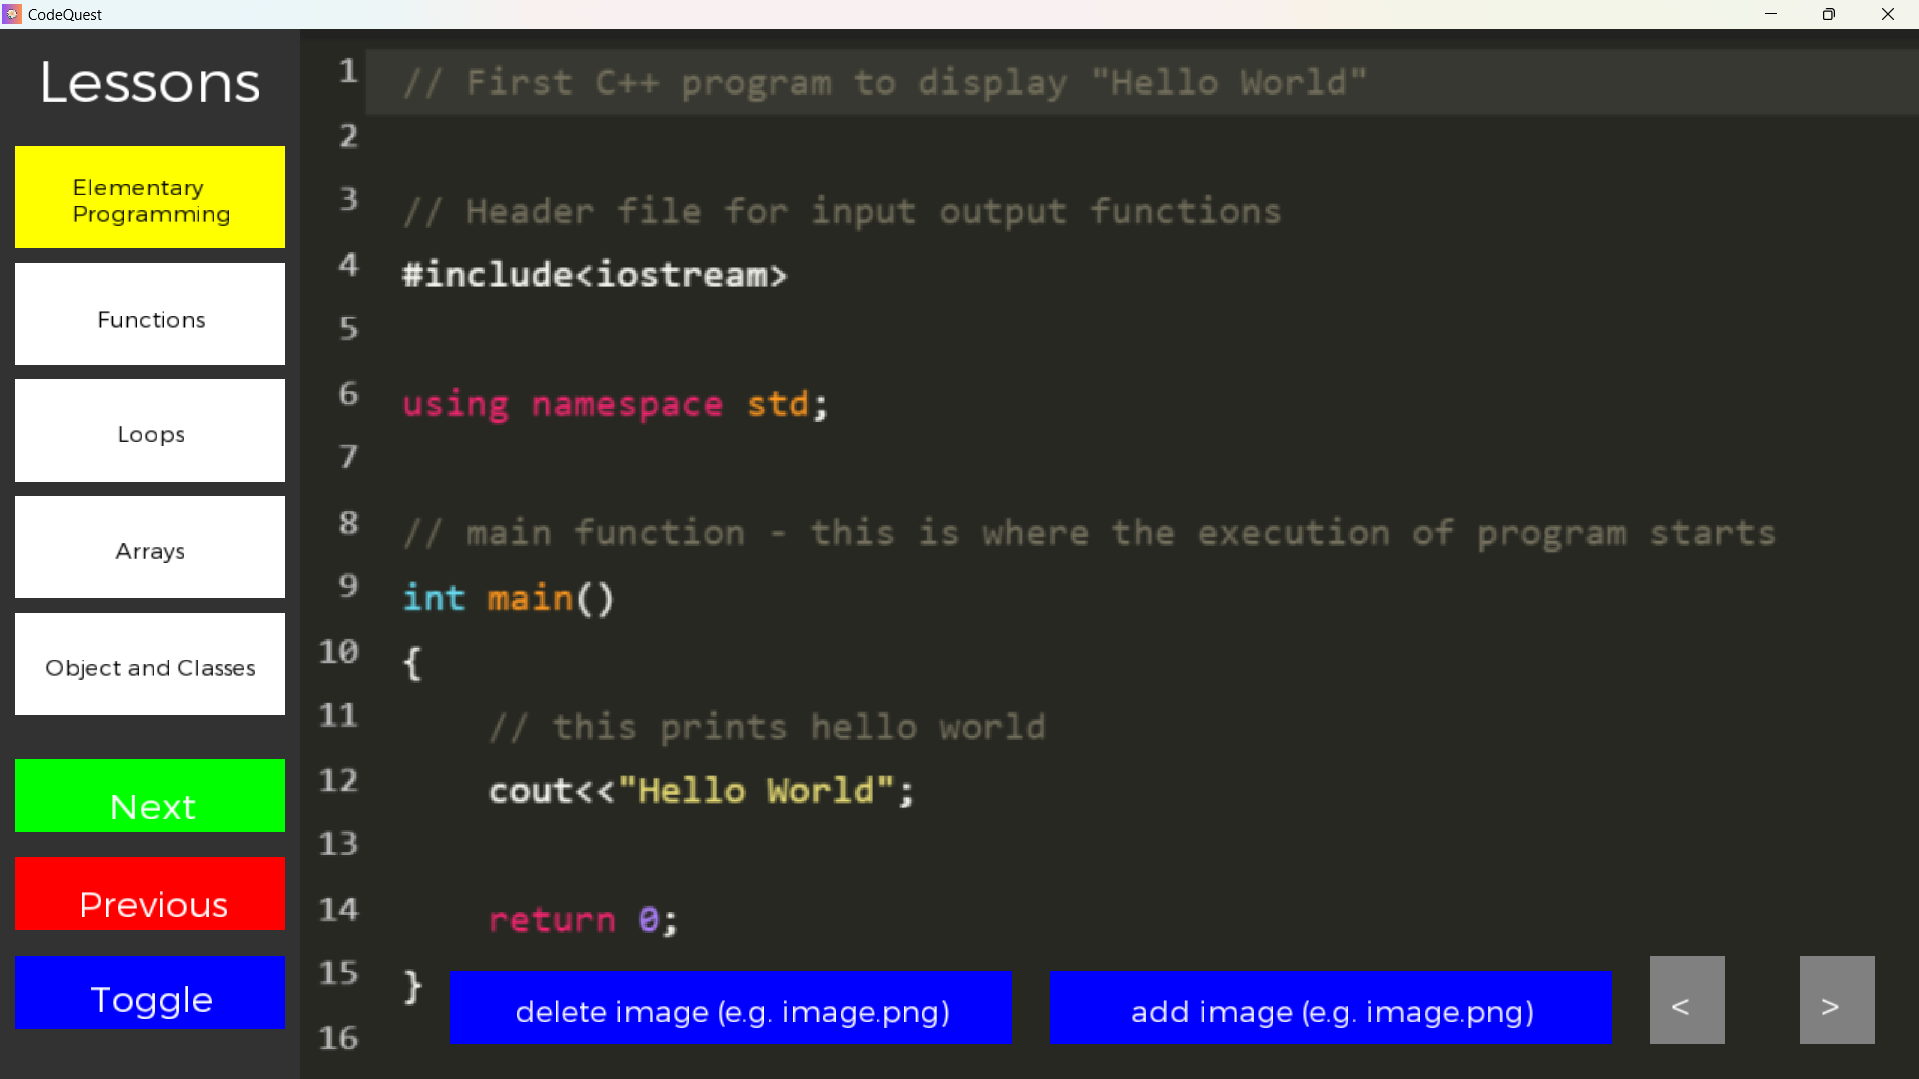 CodeQuest
Lessons
Elementary
Programming
Functions
Loops
Arrays
Object and Classes
Next
Previous
Toggle
1 // First C++ program to display "Hello World"
2
3 // Header file for input output functions
4 #include<iostream>
5
6 using namespace std;
7
8 // main function - this is where the execution of program starts
9 int main()
10 {
11 // this prints hello world
12 cout<<"Hello World";
13
14 return 0;
15 }
16
delete image (e.g. image.png)
add image (e.g. image.png)
<
>